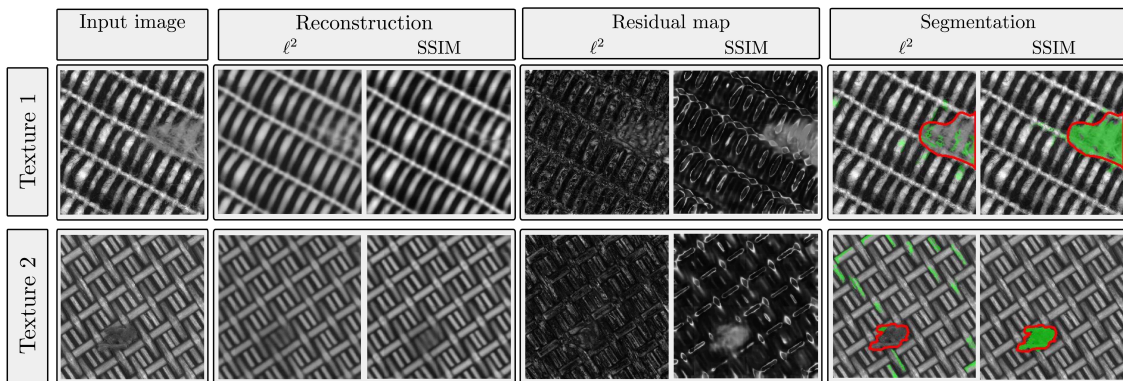 Input image
Reconstruction
Residual map
Segmentation
ℓ² SSIM
ℓ² SSIM
ℓ² SSIM
Texture 1
Texture 2